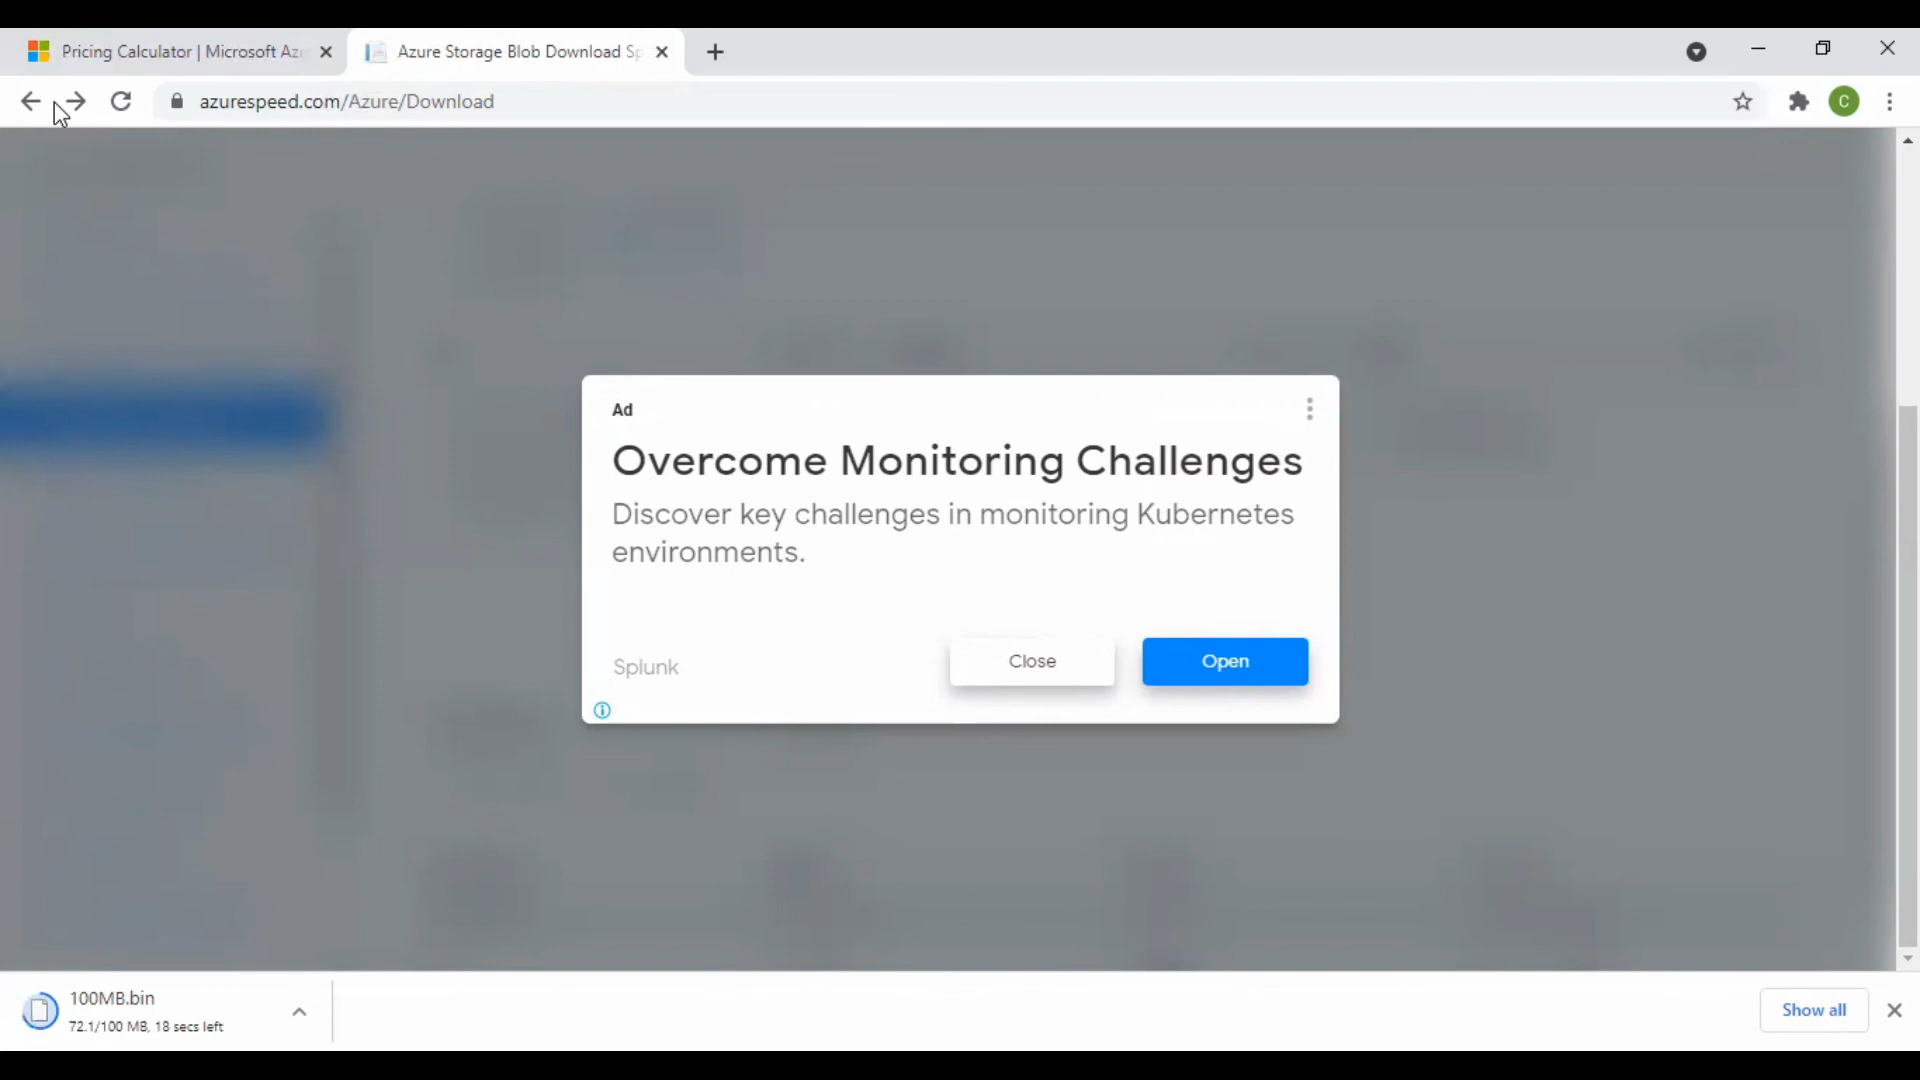 Pricing Calculator | Microsoft Az
Azure Storage Blob Download Sp
azurespeed.com/Azure/Download
C
Ad
Overcome Monitoring Challenges
Discover key challenges in monitoring Kubernetes
environments.
Splunk
Close
Open
100MB.bin
72.1/100 MB, 18 secs left
Show all